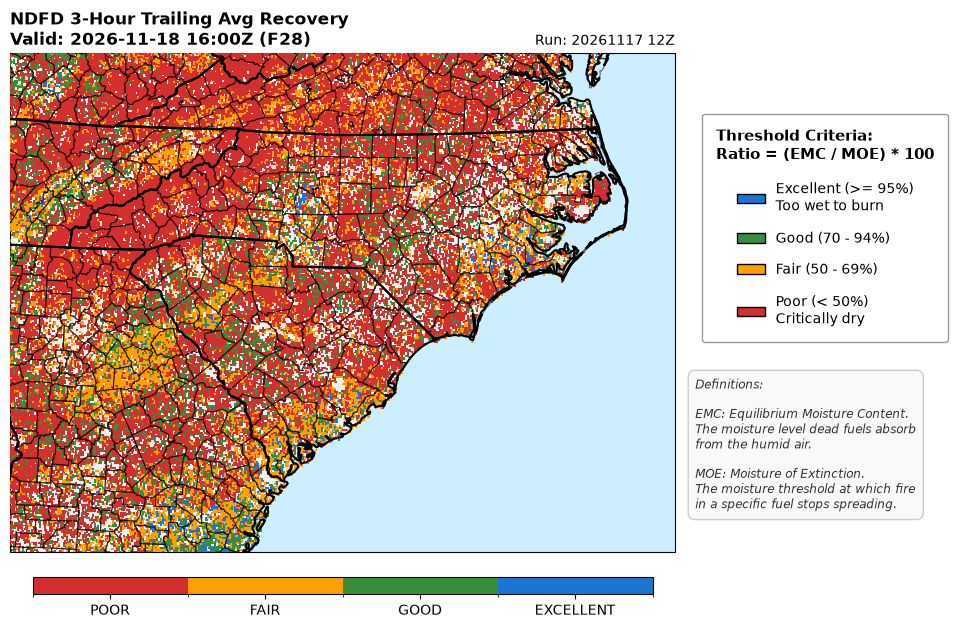 NDFD 3-Hour Trailing Avg Recovery
Valid: 2026-11-18 16:00Z (F28)
Run: 20261117 12Z
Threshold Criteria:
Ratio = (EMC / MOE) * 100
Excellent (>= 95%)
Too wet to burn
Good (70 - 94%)
Fair (50 - 69%)
Poor (< 50%)
Critically dry
Definitions:
EMC: Equilibrium Moisture Content.
The moisture level dead fuels absorb
from the humid air.
MOE: Moisture of Extinction.
The moisture threshold at which fire
in a specific fuel stops spreading.
POOR
FAIR
GOOD
EXCELLENT